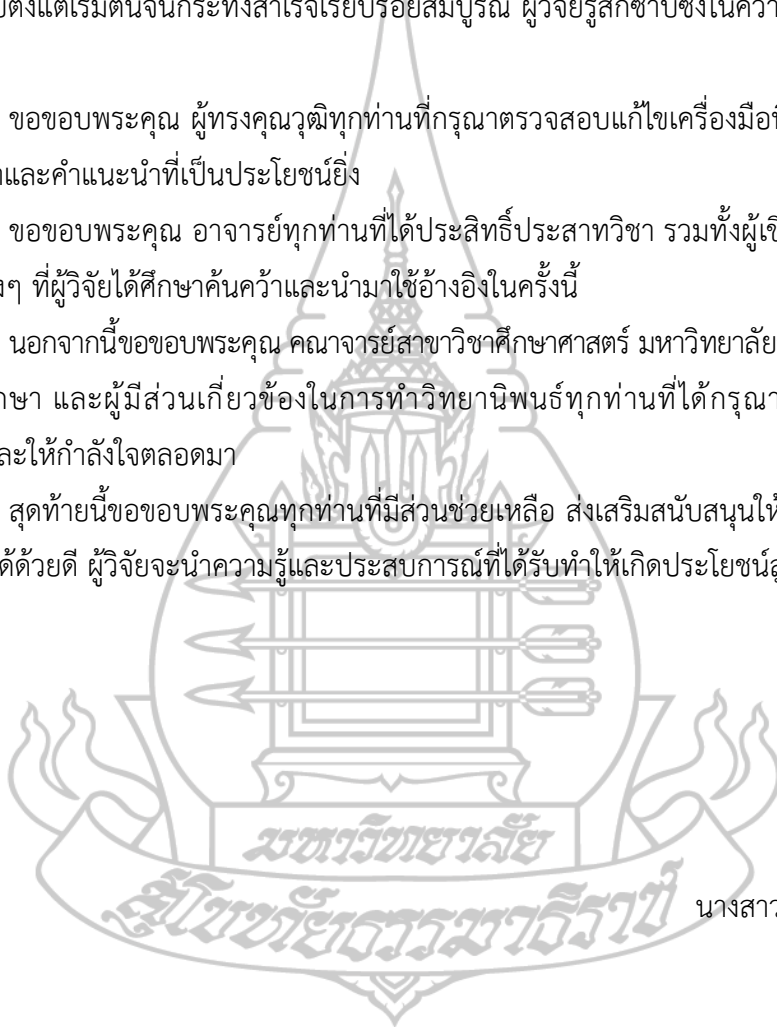 ตั้งแต่เริ่มต้นจนกระทั่งสำเร็จเรียบร้อยสมบูรณ์ ผู้วิจัยรู้สึกซาบซึ้งในความ
ขอขอบพระคุณ ผู้ทรงคุณวุฒิทุกท่านที่กรุณาตรวจสอบแก้ไขเครื่องมือ
และคำแนะนำที่เป็นประโยชน์ยิ่ง
ขอขอบพระคุณ อาจารย์ทุกท่านที่ได้ประสิทธิ์ประสาทวิชา รวมทั้งผู้เชี
งๆ ที่ผู้วิจัยได้ศึกษาค้นคว้าและนำมาใช้อ้างอิงในครั้งนี้
นอกจากนี้ขอขอบพระคุณ คณาจารย์สาขาวิชาศึกษาศาสตร์ มหาวิทยาลัย
กษา และผู้มีส่วนเกี่ยวข้องในการทำวิทยานิพนธ์ทุกท่านที่ได้กรุณา
ละให้กำลังใจตลอดมา
สุดท้ายนี้ขอขอบพระคุณทุกท่านที่มีส่วนช่วยเหลือ ส่งเสริมสนับสนุนให้
ด้ด้วยดี ผู้วิจัยจะนำความรู้และประสบการณ์ที่ได้รับทำให้เกิดประโยชน์
มหาวิทยาลัย
สุโขทัยธรรมาธิราช
นางสาว